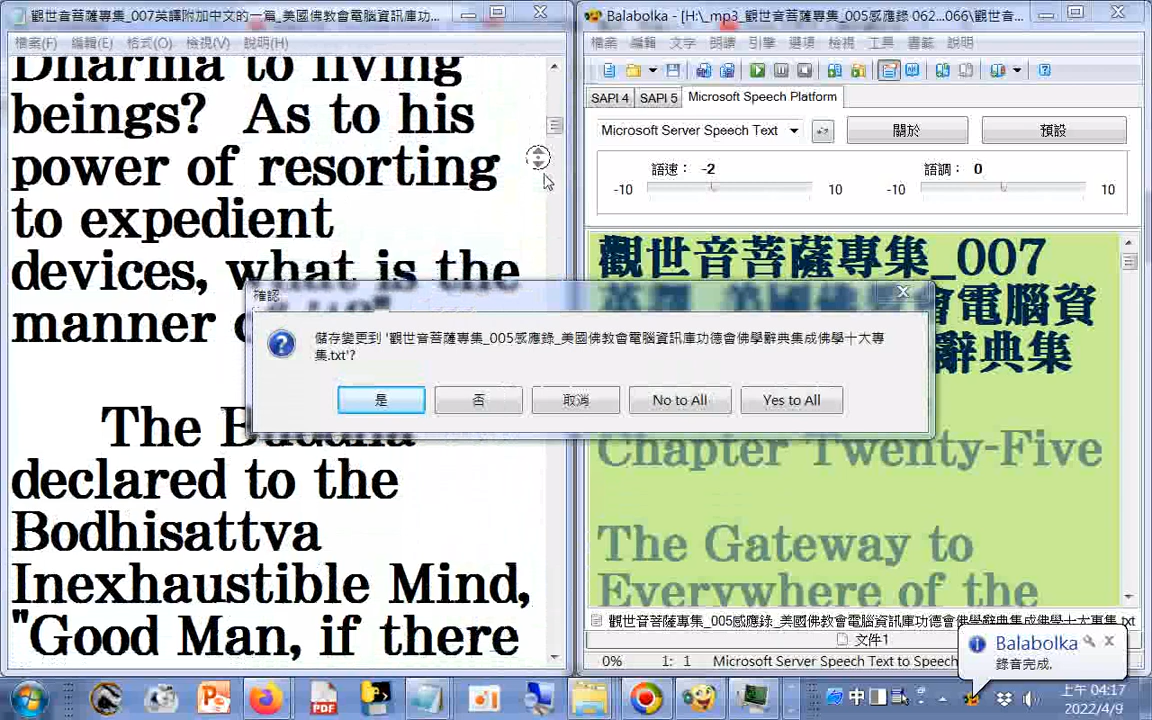 觀世音菩薩專集_007英譯附加中文的一篇_美國佛教會電腦資訊庫功...
檔案(F) 編輯(E) 格式(O) 檢視(V) 說明(H)
Dharma to living
beings? As to his
power of resorting
to expedient
devices, what is the
manner
The Buddha
declared to the
Bodhisattva
Inexhaustible Mind,
"Good Man, if there
Balabolka - [H:\_mp3_觀世音菩薩專集_005感應錄 062...066\觀世音...
檔案 編輯 文字 朗讀 引擎 選項 檢視 工具 書籤 說明
SAPI 4 SAPI 5 Microsoft Speech Platform
Microsoft Server Speech Text 關於 預設
語速： -2 語調： 0
-10 10 -10 10
觀世音菩薩專集_007
英譯_美國佛教會電腦資
辭典集
Chapter Twenty-Five
The Gateway to
Everywhere of the
觀世音菩薩專集_005感應錄_美國佛教會電腦資訊庫功德會佛學辭典集成佛學十大專集.txt
文件1
0% 1: 1 Microsoft Server Speech Text to Speech
確認
儲存變更到 '觀世音菩薩專集_005感應錄_美國佛教會電腦資訊庫功德會佛學辭典集成佛學十大專
集.txt'?
是 否 取消 No to All Yes to All
Balabolka
錄音完成.
中
上午 04:17
2022/4/9